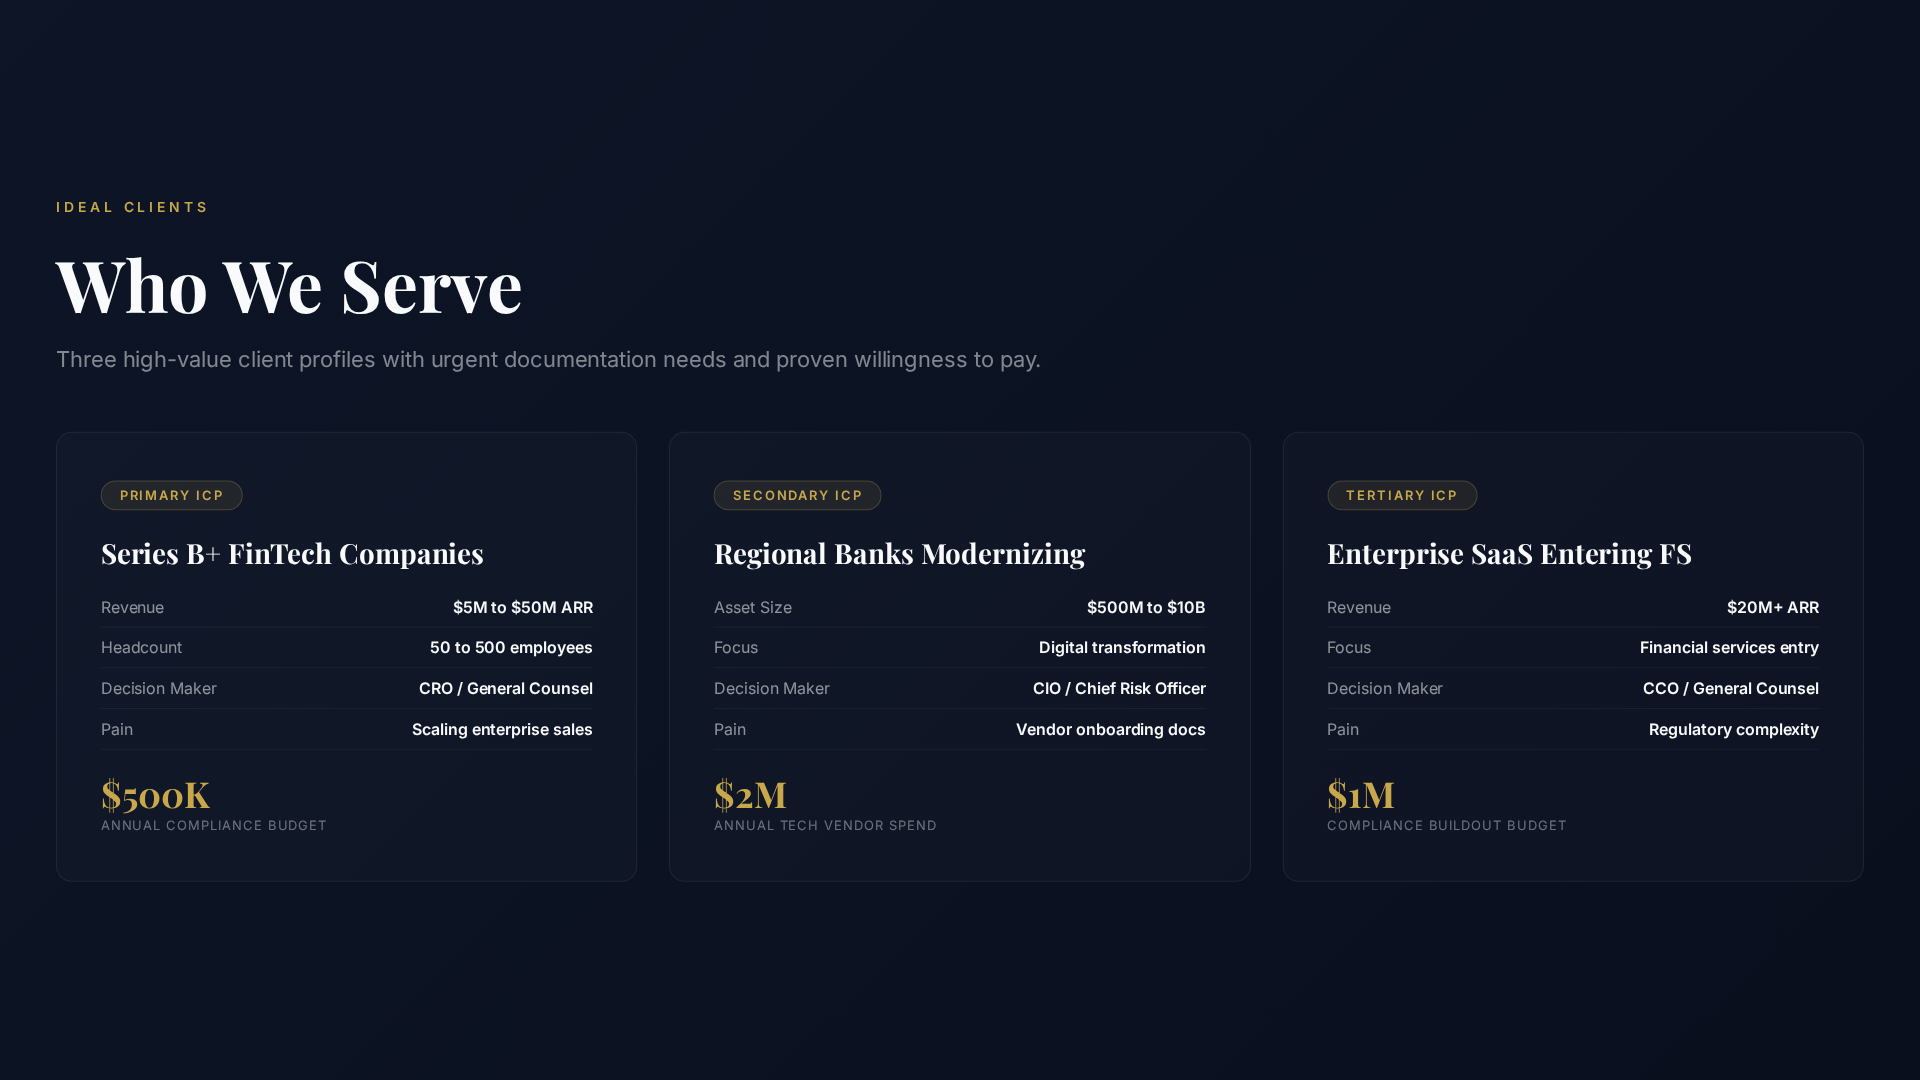 IDEAL CLIENTS
Who We Serve
Three high-value client profiles with urgent documentation needs and proven willingness to pay.
PRIMARY ICP
Series B+ FinTech Companies
Revenue $5M to $50M ARR
Headcount 50 to 500 employees
Decision Maker CRO / General Counsel
Pain Scaling enterprise sales
$500K
ANNUAL COMPLIANCE BUDGET
SECONDARY ICP
Regional Banks Modernizing
Asset Size $500M to $10B
Focus Digital transformation
Decision Maker CIO / Chief Risk Officer
Pain Vendor onboarding docs
$2M
ANNUAL TECH VENDOR SPEND
TERTIARY ICP
Enterprise SaaS Entering FS
Revenue $20M+ ARR
Focus Financial services entry
Decision Maker CCO / General Counsel
Pain Regulatory complexity
$1M
COMPLIANCE BUILDOUT BUDGET